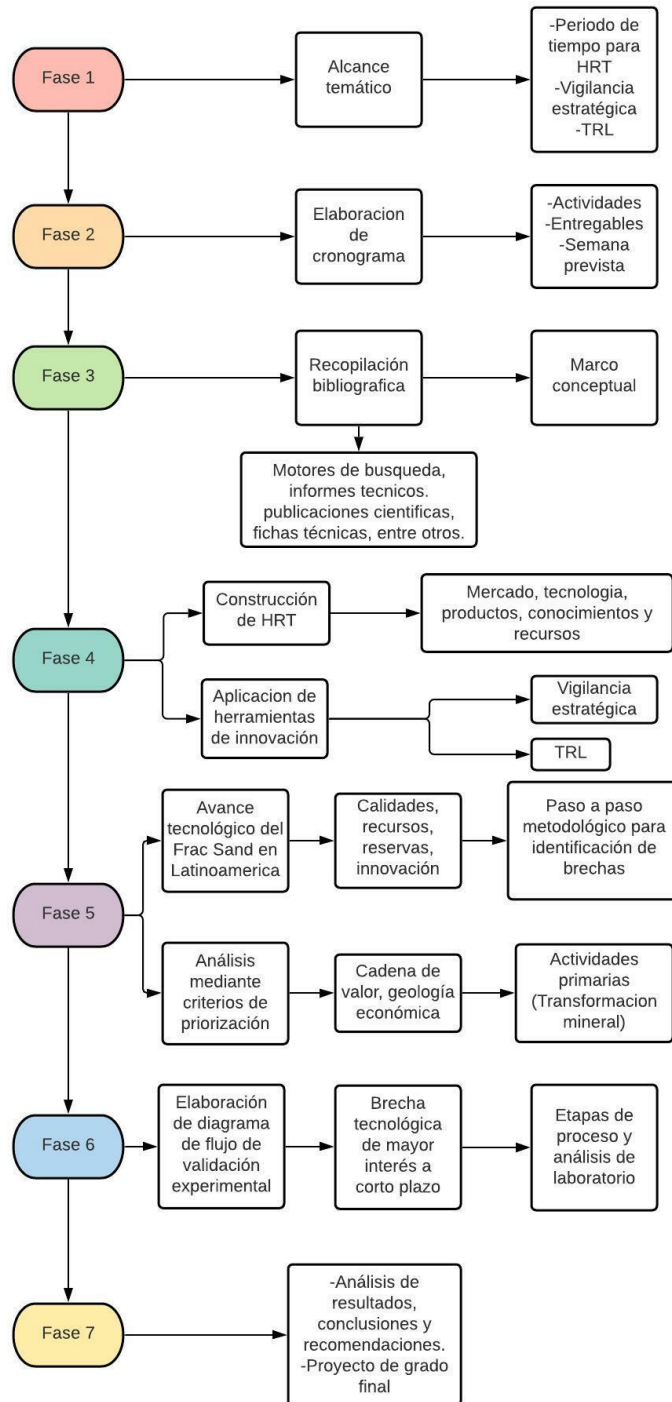 Fase 1
Alcance
temático
-Periodo de
tiempo para
HRT
-Vigilancia
estratégica
-TRL
Fase 2
Elaboracion
de
cronograma
-Actividades
-Entregables
-Semana
prevista
Fase 3
Recopilación
bibliografica
Marco
conceptual
Motores de busqueda,
informes tecnicos.
publicaciones cientificas,
fichas técnicas, entre otros.
Fase 4
Construcción
de HRT
Mercado, tecnologia,
productos, conocimientos y
recursos
Aplicacion de
herramientas
de innovación
Vigilancia
estratégica
TRL
Fase 5
Avance
tecnológico del
Frac Sand en
Latinoamerica
Calidades,
recursos,
reservas,
innovación
Paso a paso
metodológico para
identificación de
brechas
Análisis
mediante
criterios de
priorización
Cadena de
valor, geología
económica
Actividades
primarias
(Transformacion
mineral)
Fase 6
Elaboración
de diagrama
de flujo de
validación
experimental
Brecha
tecnológica
de mayor
interés a
corto plazo
Etapas de
proceso y
análisis de
laboratorio
Fase 7
-Análisis de
resultados,
conclusiones y
recomendaciones.
-Proyecto de grado
final